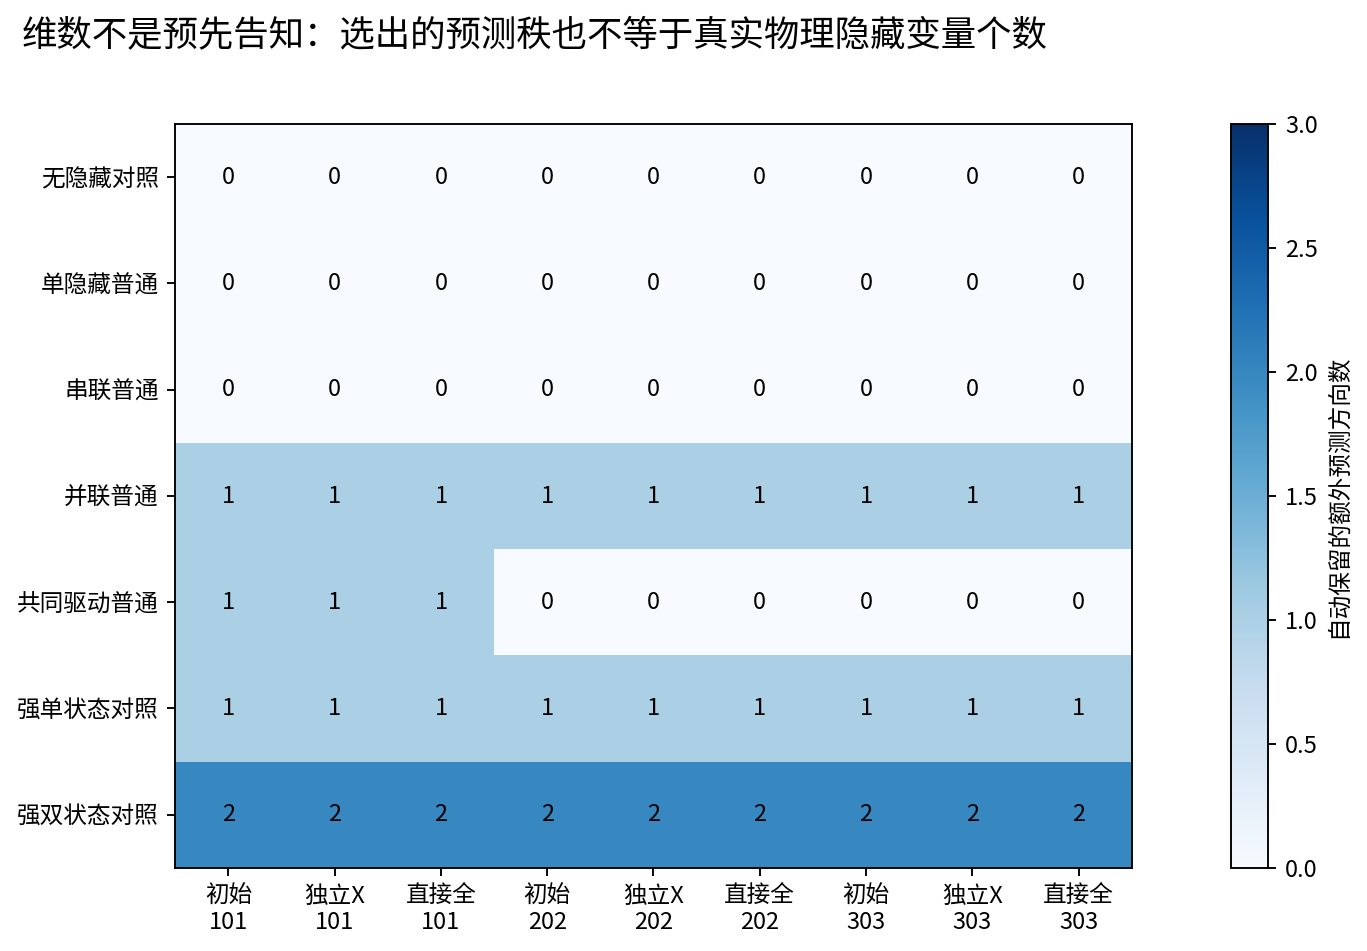 维数不是预先告知：选出的预测秩也不等于真实物理隐藏变量个数
无隐藏对照 0 0 0 0 0 0 0 0 0
单隐藏普通 0 0 0 0 0 0 0 0 0
串联普通 0 0 0 0 0 0 0 0 0
并联普通 1 1 1 1 1 1 1 1 1
共同驱动普通 1 1 1 0 0 0 0 0 0
强单状态对照 1 1 1 1 1 1 1 1 1
强双状态对照 2 2 2 2 2 2 2 2 2
初始 独立X 直接全 初始 独立X 直接全 初始 独立X 直接全
101 101 101 202 202 202 303 303 303
3.0
2.5
2.0
1.5
1.0
0.5
0.0
自动保留的额外预测方向数